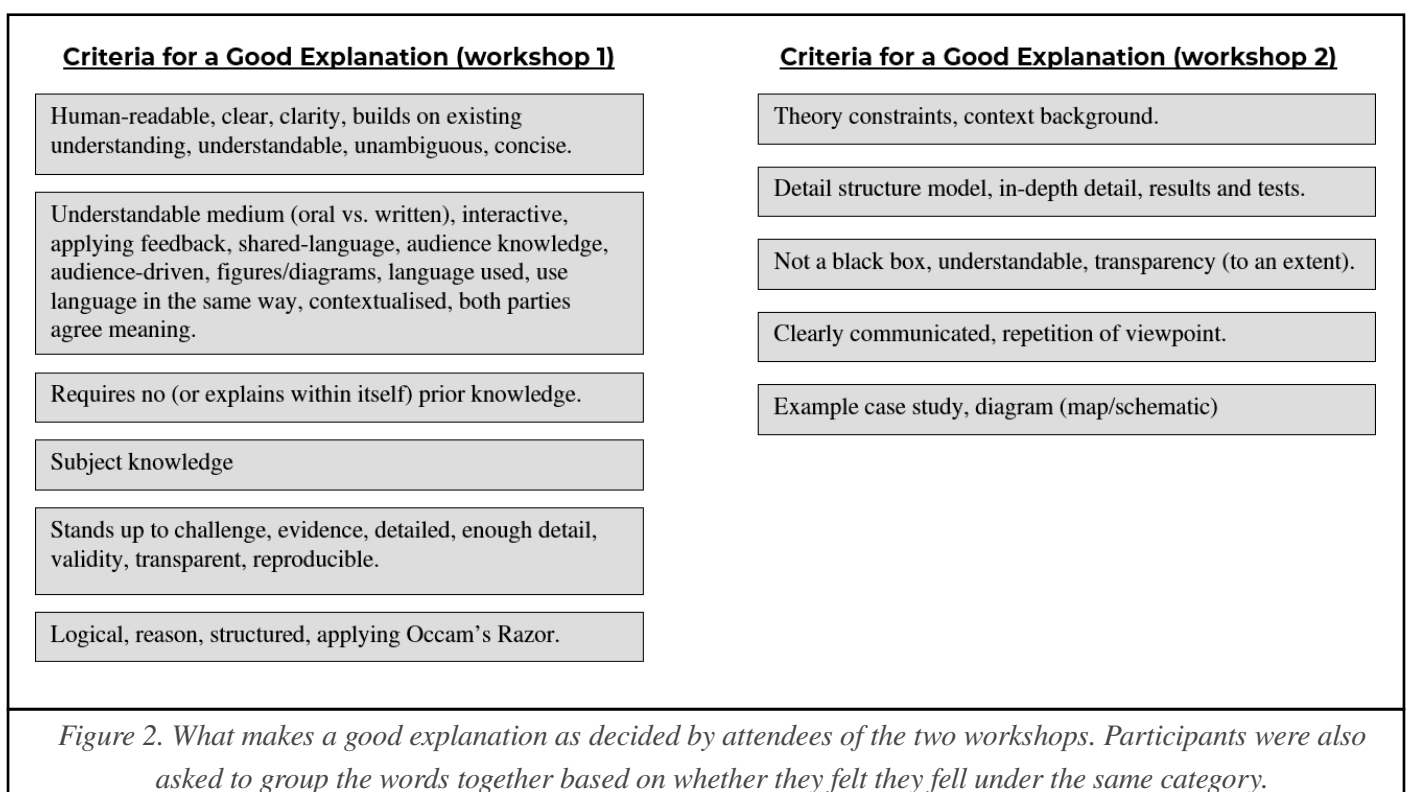 Criteria for a Good Explanation (workshop 1)
Human-readable, clear, clarity, builds on existing
understanding, understandable, unambiguous, concise.
Understandable medium (oral vs. written), interactive,
applying feedback, shared-language, audience knowledge,
audience-driven, figures/diagrams, language used, use
language in the same way, contextualised, both parties
agree meaning.
Requires no (or explains within itself) prior knowledge.
Subject knowledge
Stands up to challenge, evidence, detailed, enough detail,
validity, transparent, reproducible.
Logical, reason, structured, applying Occam’s Razor.
Criteria for a Good Explanation (workshop 2)
Theory constraints, context background.
Detail structure model, in-depth detail, results and tests.
Not a black box, understandable, transparency (to an extent).
Clearly communicated, repetition of viewpoint.
Example case study, diagram (map/schematic)
Figure 2. What makes a good explanation as decided by attendees of the two workshops. Participants were also
asked to group the words together based on whether they felt they fell under the same category.